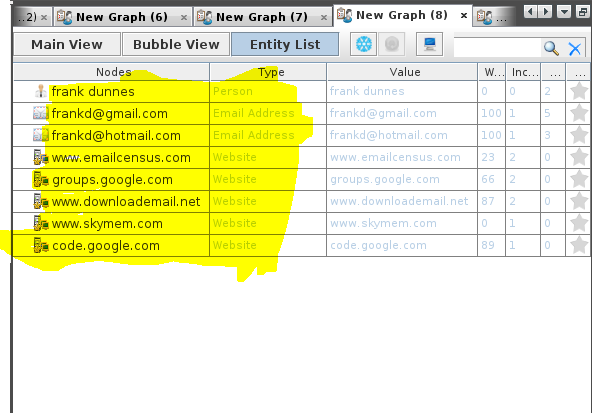 ..2) New Graph (6) New Graph (7) New Graph (8) ...
Main View Bubble View Entity List
Nodes Type Value W... Inc... ... ...
frank dunnes Person frank dunnes 0 0 2
frankd@gmail.com Email Address frankd@gmail.com 100 1 5
frankd@hotmail.com Email Address frankd@hotmail.com 100 1 3
www.emailcensus.com Website www.emailcensus.com 23 2 0
groups.google.com Website groups.google.com 66 2 0
www.downloademail.net Website www.downloademail.net 87 2 0
www.skymem.com Website www.skymem.com 0 1 0
code.google.com Website code.google.com 89 1 0